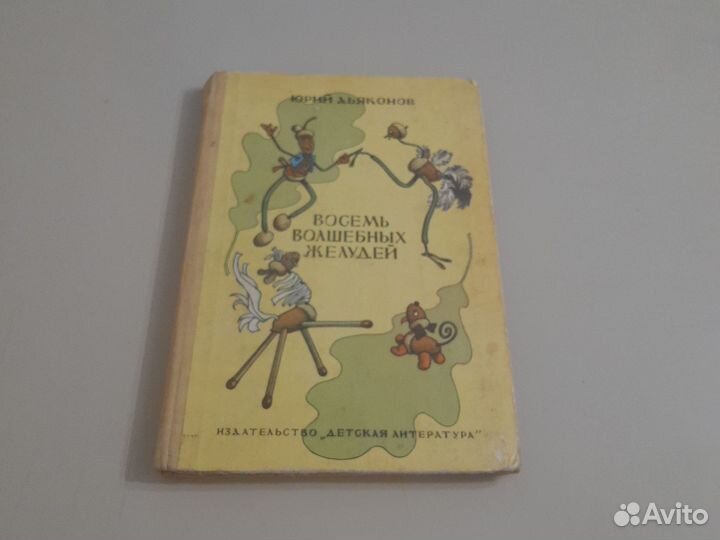 ЮРИЙ ДЬЯКОНОВ
ВОСЕМЬ
ВОЛШЕБНЫХ
ЖЕЛУДЕЙ
ИЗДАТЕЛЬСТВО „ДЕТСКАЯ ЛИТЕРАТУРА"
Avito